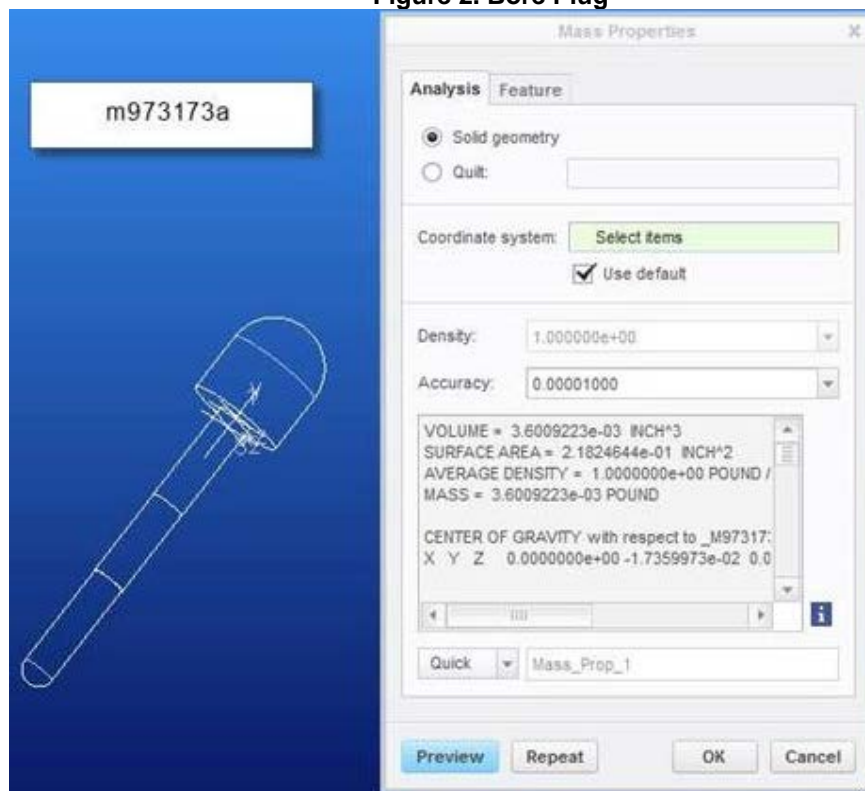 Figure 2. Bore Plug
m973173a
Mass Properties
Analysis Feature
Solid geometry
Quilt:
Coordinate system: Select items
Use default
Density: 1.000000e+00
Accuracy: 0.00001000
VOLUME = 3.6009223e-03 INCH^3
SURFACE AREA = 2.1824644e-01 INCH^2
AVERAGE DENSITY = 1.0000000e+00 POUND /
MASS = 3.6009223e-03 POUND
CENTER OF GRAVITY with respect to _M97317:
X Y Z 0.0000000e+00 -1.7359973e-02 0.0
Quick Mass_Prop_1
Preview Repeat OK Cancel